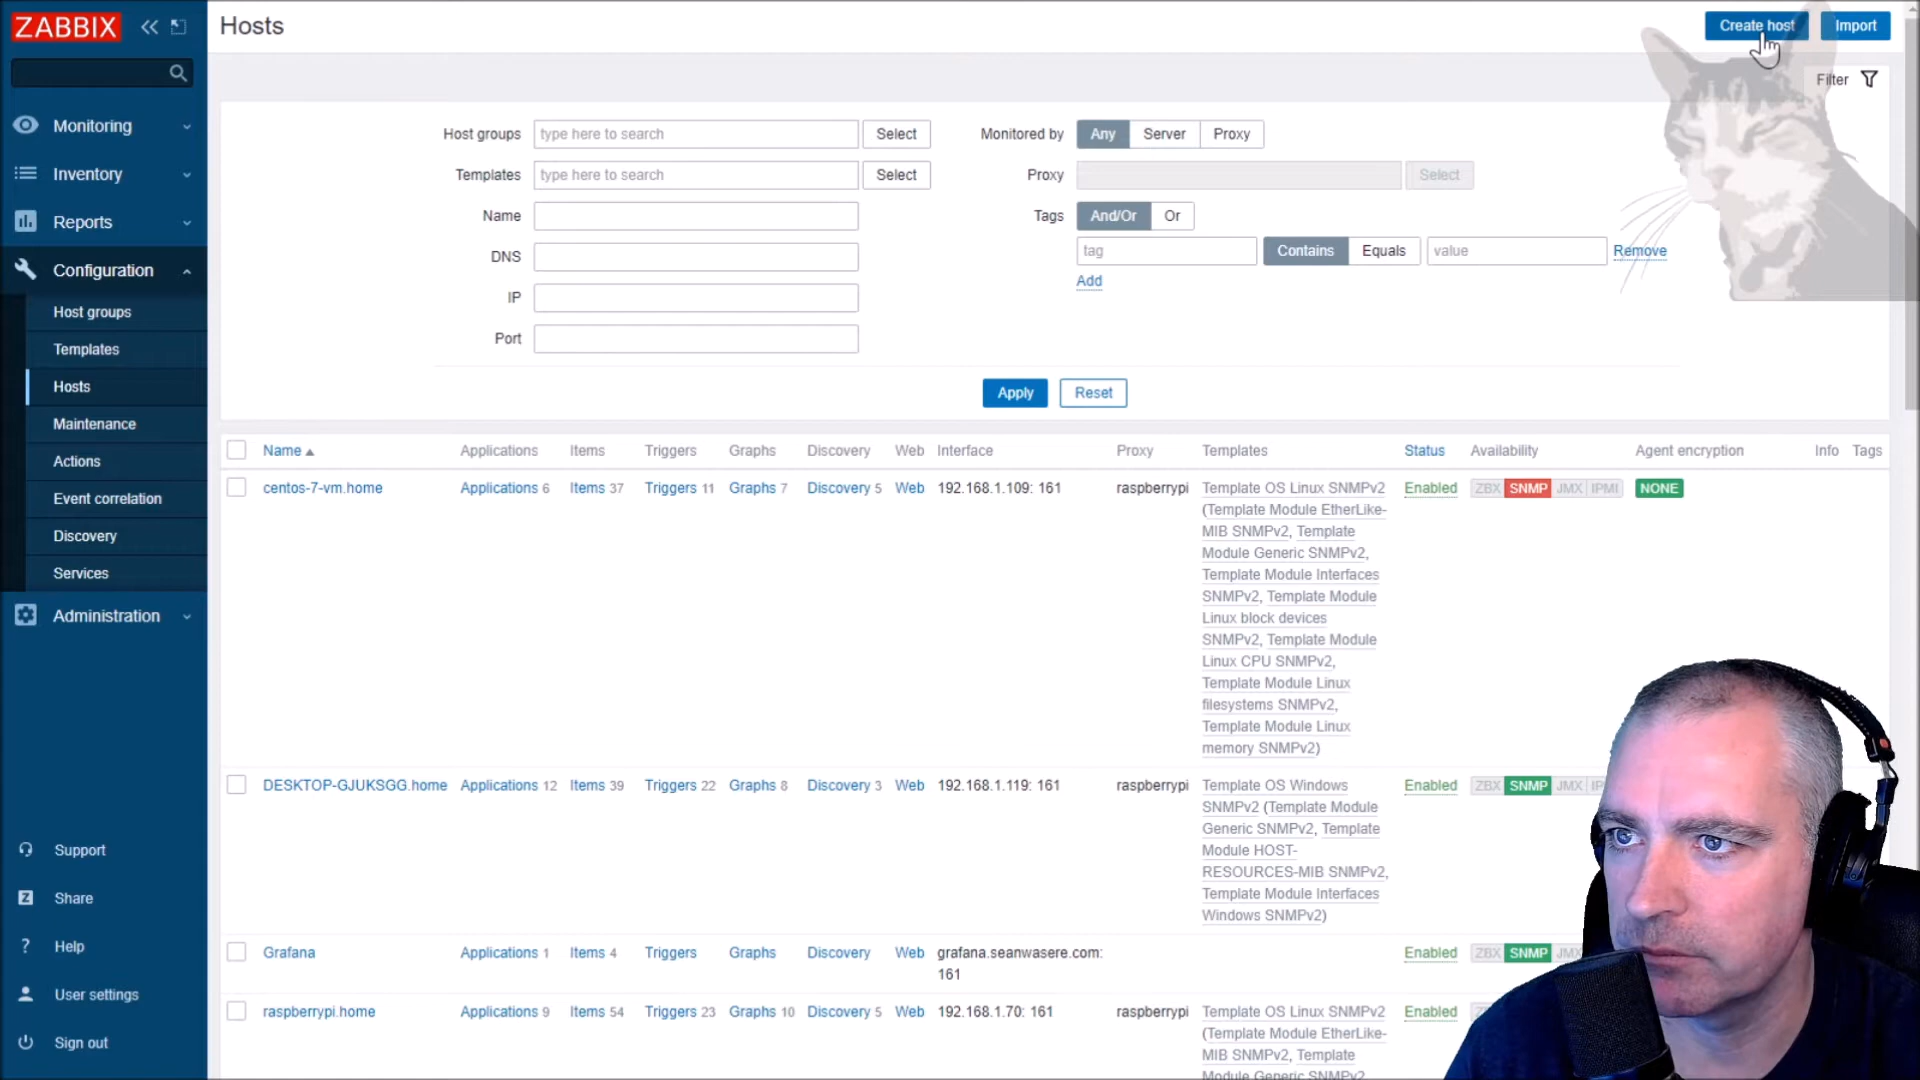 ZABBIX
Hosts
Create host
Import
Filter
Monitoring
Inventory
Reports
Configuration
Host groups
Templates
Hosts
Maintenance
Actions
Event correlation
Discovery
Services
Administration
Support
Share
Help
User settings
Sign out
Host groups type here to search Select
Templates type here to search Select
Name
DNS
IP
Port
Monitored by Any Server Proxy
Proxy Select
Tags And/Or Or
tag Contains Equals value Remove
Add
Apply Reset
Name Applications Items Triggers Graphs Discovery Web Interface Proxy Templates Status Availability Agent encryption Info Tags
centos-7-vm.home Applications 6 Items 37 Triggers 11 Graphs 7 Discovery 5 Web 192.168.1.109: 161 raspberrypi Template OS Linux SNMPv2 Enabled ZBX SNMP JMX IPMI NONE
(Template Module EtherLike-
MIB SNMPv2, Template
Module Generic SNMPv2,
Template Module Interfaces
SNMPv2, Template Module
Linux block devices
SNMPv2, Template Module
Linux CPU SNMPv2,
Template Module Linux
filesystems SNMPv2,
Template Module Linux
memory SNMPv2)
DESKTOP-GJUKSGG.home Applications 12 Items 39 Triggers 22 Graphs 8 Discovery 3 Web 192.168.1.119: 161 raspberrypi Template OS Windows Enabled ZBX SNMP JMX
SNMPv2 (Template Module
Generic SNMPv2, Template
Module HOST-
RESOURCES-MIB SNMPv2,
Template Module Interfaces
Windows SNMPv2)
Grafana Applications 1 Items 4 Triggers Graphs Discovery Web grafana.seanwasere.com: Enabled ZBX SNMP JMX
161
raspberrypi.home Applications 9 Items 54 Triggers 23 Graphs 10 Discovery 5 Web 192.168.1.70: 161 raspberrypi Template OS Linux SNMPv2 Enabled
(Template Module EtherLike-
MIB SNMPv2, Template
Module Generic SNMPv2